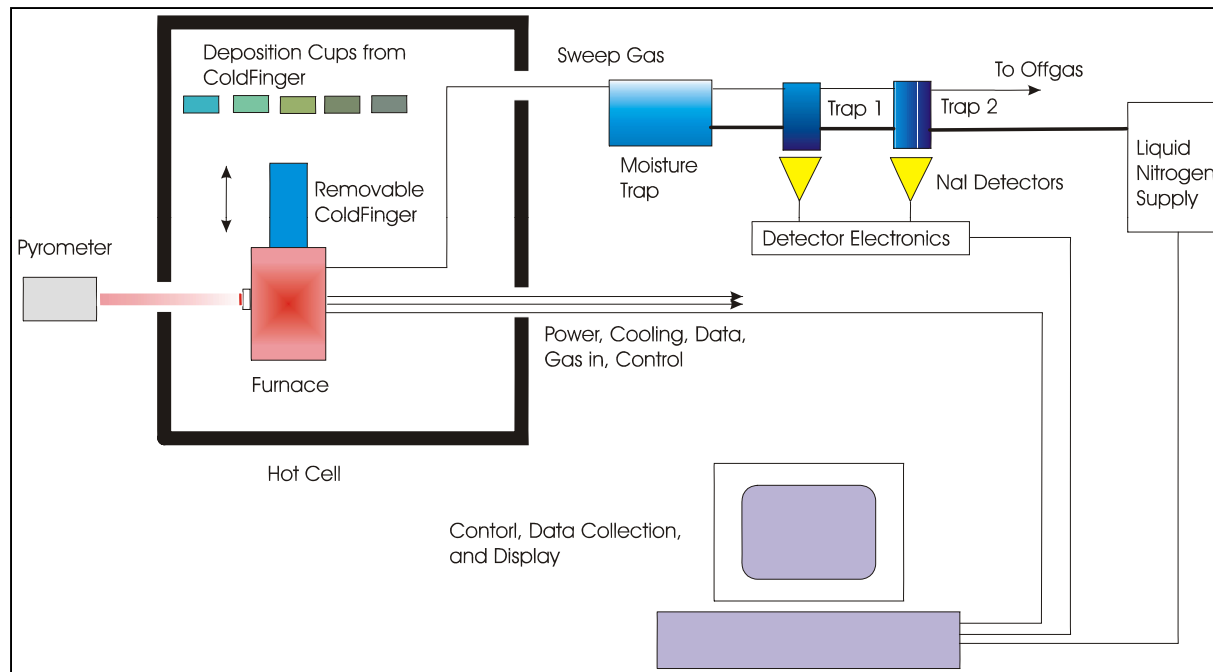 Deposition Cups from
ColdFinger
Sweep Gas
To Offgas
Trap 1
Trap 2
Moisture
Trap
Liquid
Nitrogen
Supply
NaI Detectors
Removable
ColdFinger
Detector Electronics
Pyrometer
Power, Cooling, Data,
Gas in, Control
Furnace
Hot Cell
Contorl, Data Collection,
and Display